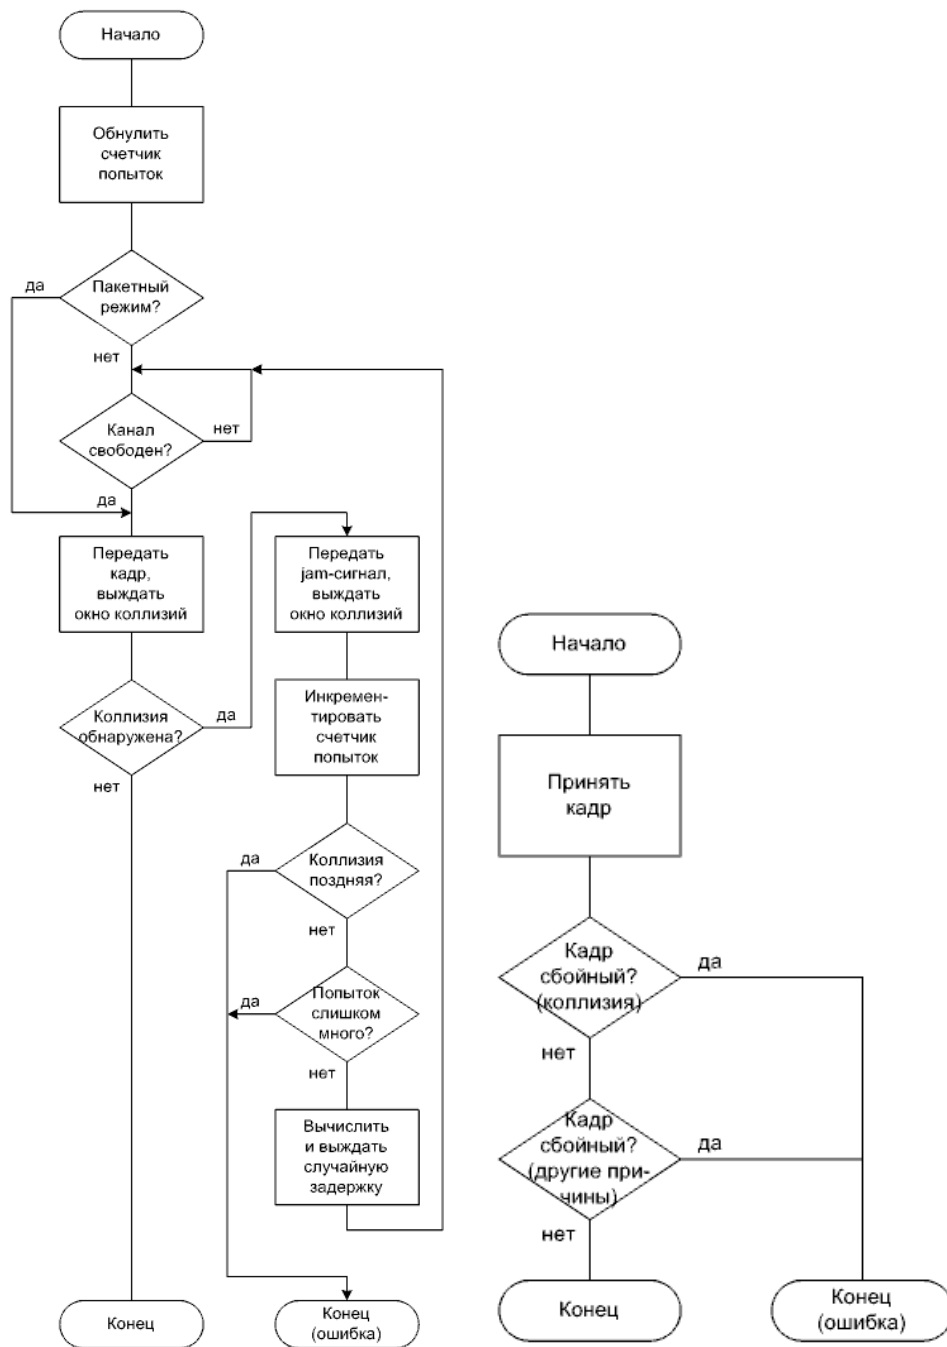 Начало
Обнулить
счетчик
попыток
да
Пакетный
режим?
нет
Канал
свободен?
нет
да
Передать
кадр,
выждать
окно коллизий
Коллизия
обнаружена?
да
нет
Передать
jam-сигнал,
выждать
окно коллизий
Инкремен-
тировать
счетчик
попыток
да
Коллизия
поздняя?
нет
да
Попыток
слишком
много?
нет
Вычислить
и выждать
случайную
задержку
Конец
Конец
(ошибка)
Начало
Принять
кадр
Кадр
сбойный?
(коллизия)
да
нет
Кадр
сбойный?
(другие при-
чины)
да
нет
Конец
Конец
(ошибка)